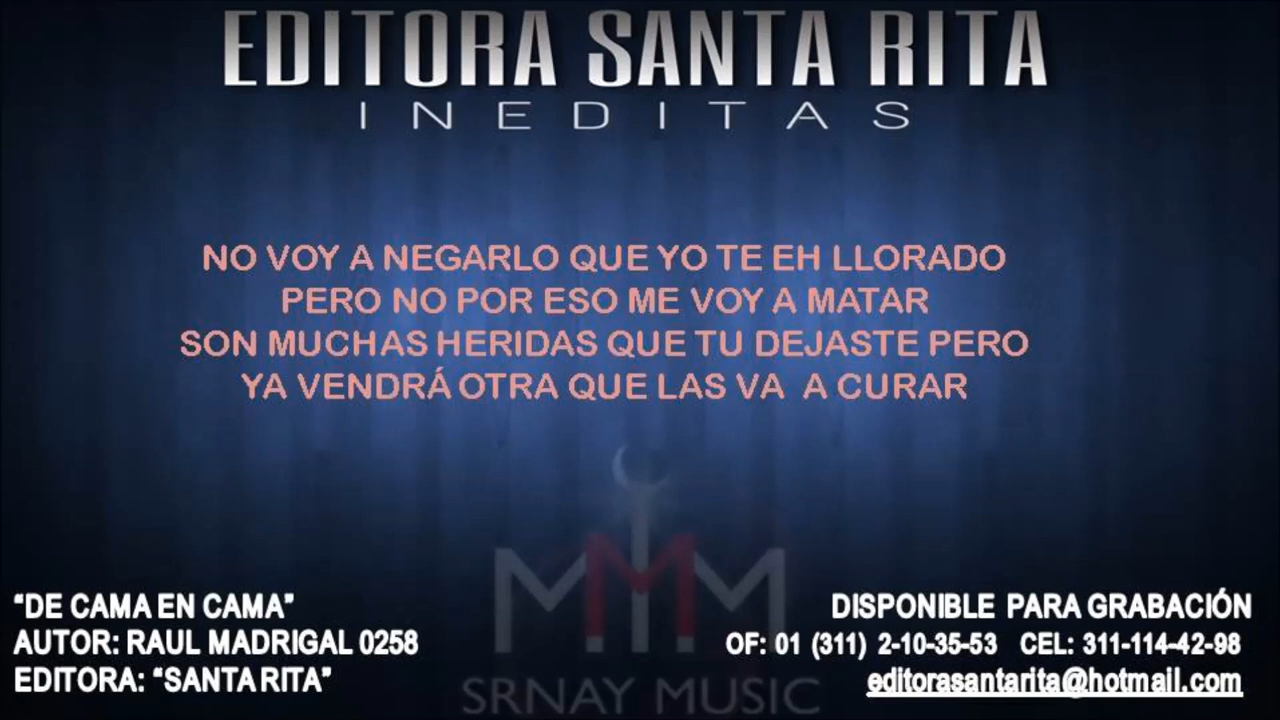 EDITORA SANTA RITA
INEDITAS
NO VOY A NEGARLO QUE YO TE EH LLORADO
PERO NO POR ESO ME VOY A MATAR
SON MUCHAS HERIDAS QUE TU DEJASTE PERO
YA VENDRÁ OTRA QUE LAS VA A CURAR
MMM
SRNAY MUSIC
“DE CAMA EN CAMA”
AUTOR: RAUL MADRIGAL 0258
EDITORA: “SANTA RITA”
DISPONIBLE PARA GRABACIÓN
OF: 01 (311) 2-10-35-53 CEL: 311-114-42-98
editorasantarita@hotmail.com